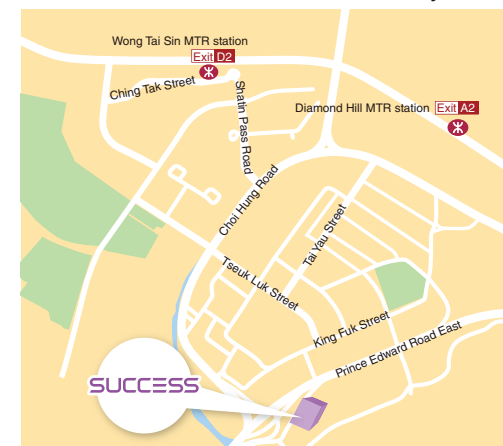 Wong Tai Sin MTR station
Exit D2
Ching Tak Street
Shatin Pass Road
Diamond Hill MTR station Exit A2
Choi Hung Road
Tai Yau Street
Tseuk Luk Street
King Fuk Street
Prince Edward Road East
SUCCESS